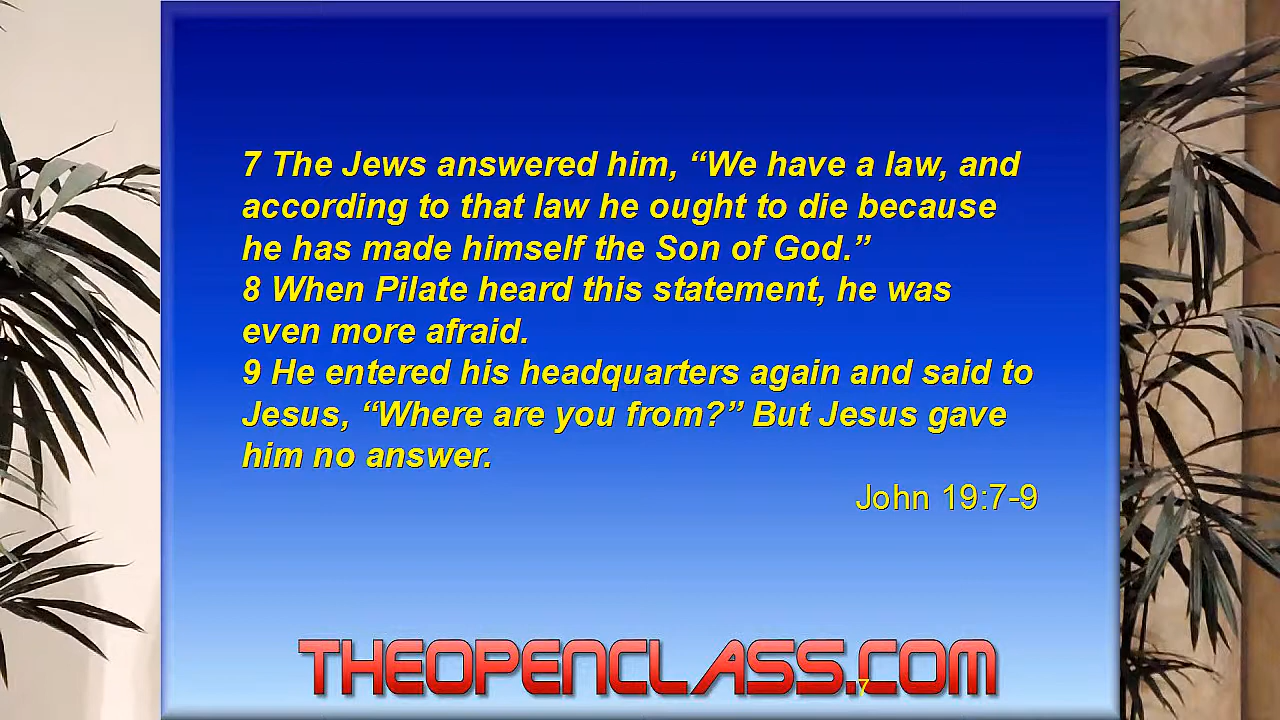 7 The Jews answered him, “We have a law, and
according to that law he ought to die because
he has made himself the Son of God.”
8 When Pilate heard this statement, he was
even more afraid.
9 He entered his headquarters again and said to
Jesus, “Where are you from?” But Jesus gave
him no answer.
John 19:7-9
THEOPENCLASS.COM
7